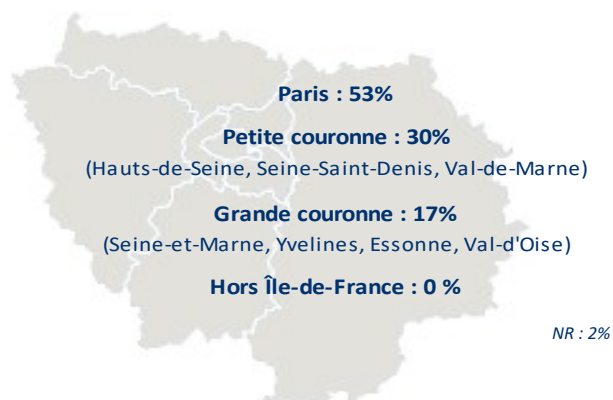 Paris : 53%
Petite couronne : 30%
(Hauts-de-Seine, Seine-Saint-Denis, Val-de-Marne)
Grande couronne : 17%
(Seine-et-Marne, Yvelines, Essonne, Val-d'Oise)
Hors Île-de-France : 0 %
NR : 2%